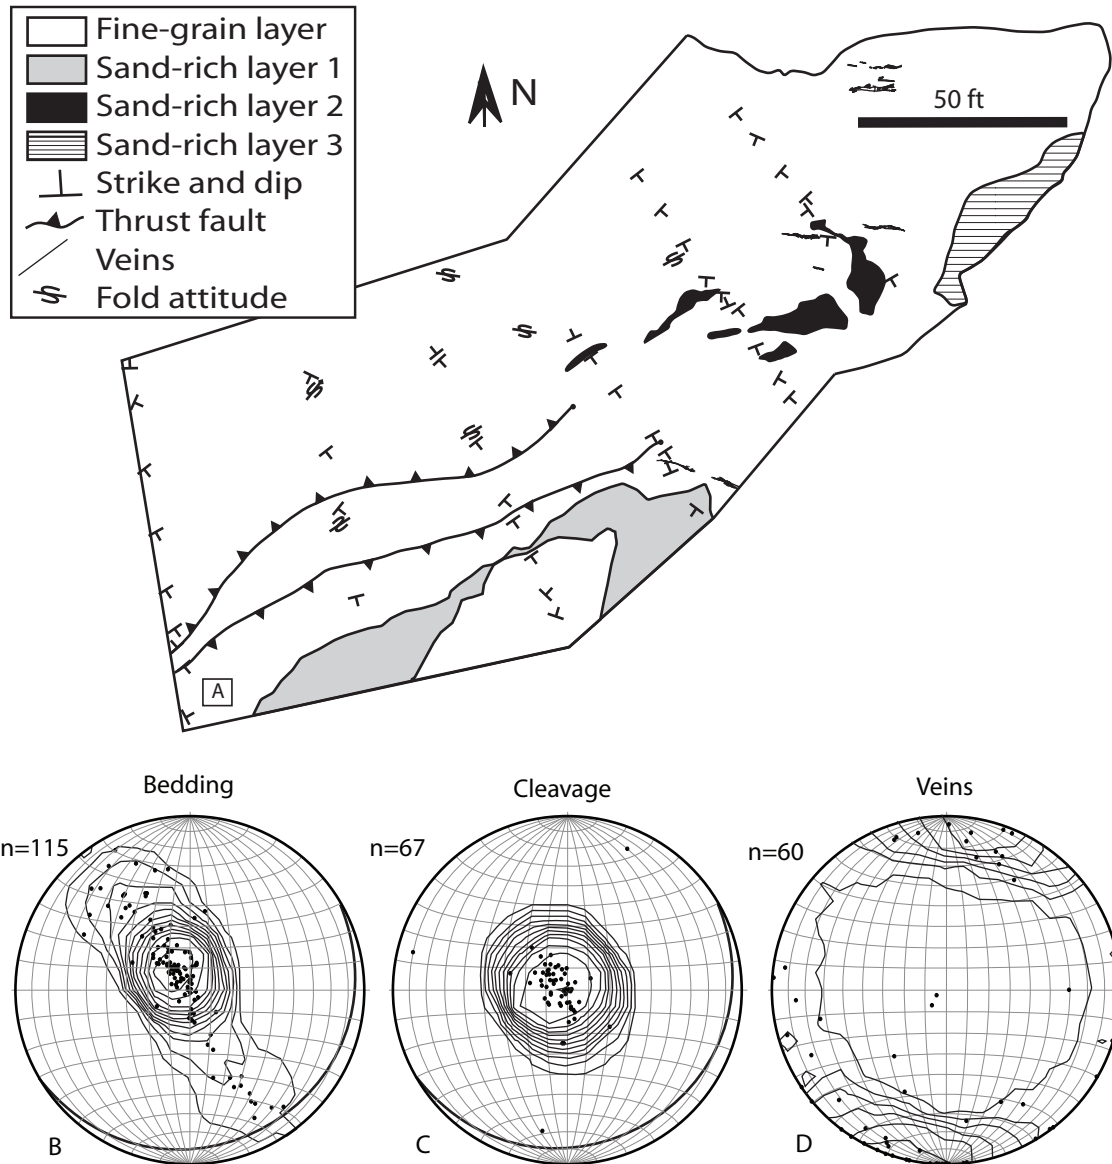 Fine-grain layer
Sand-rich layer 1
Sand-rich layer 2
Sand-rich layer 3
Strike and dip
Thrust fault
Veins
Fold attitude
N
50 ft
A
Bedding
Cleavage
Veins
n=115
n=67
n=60
B
C
D